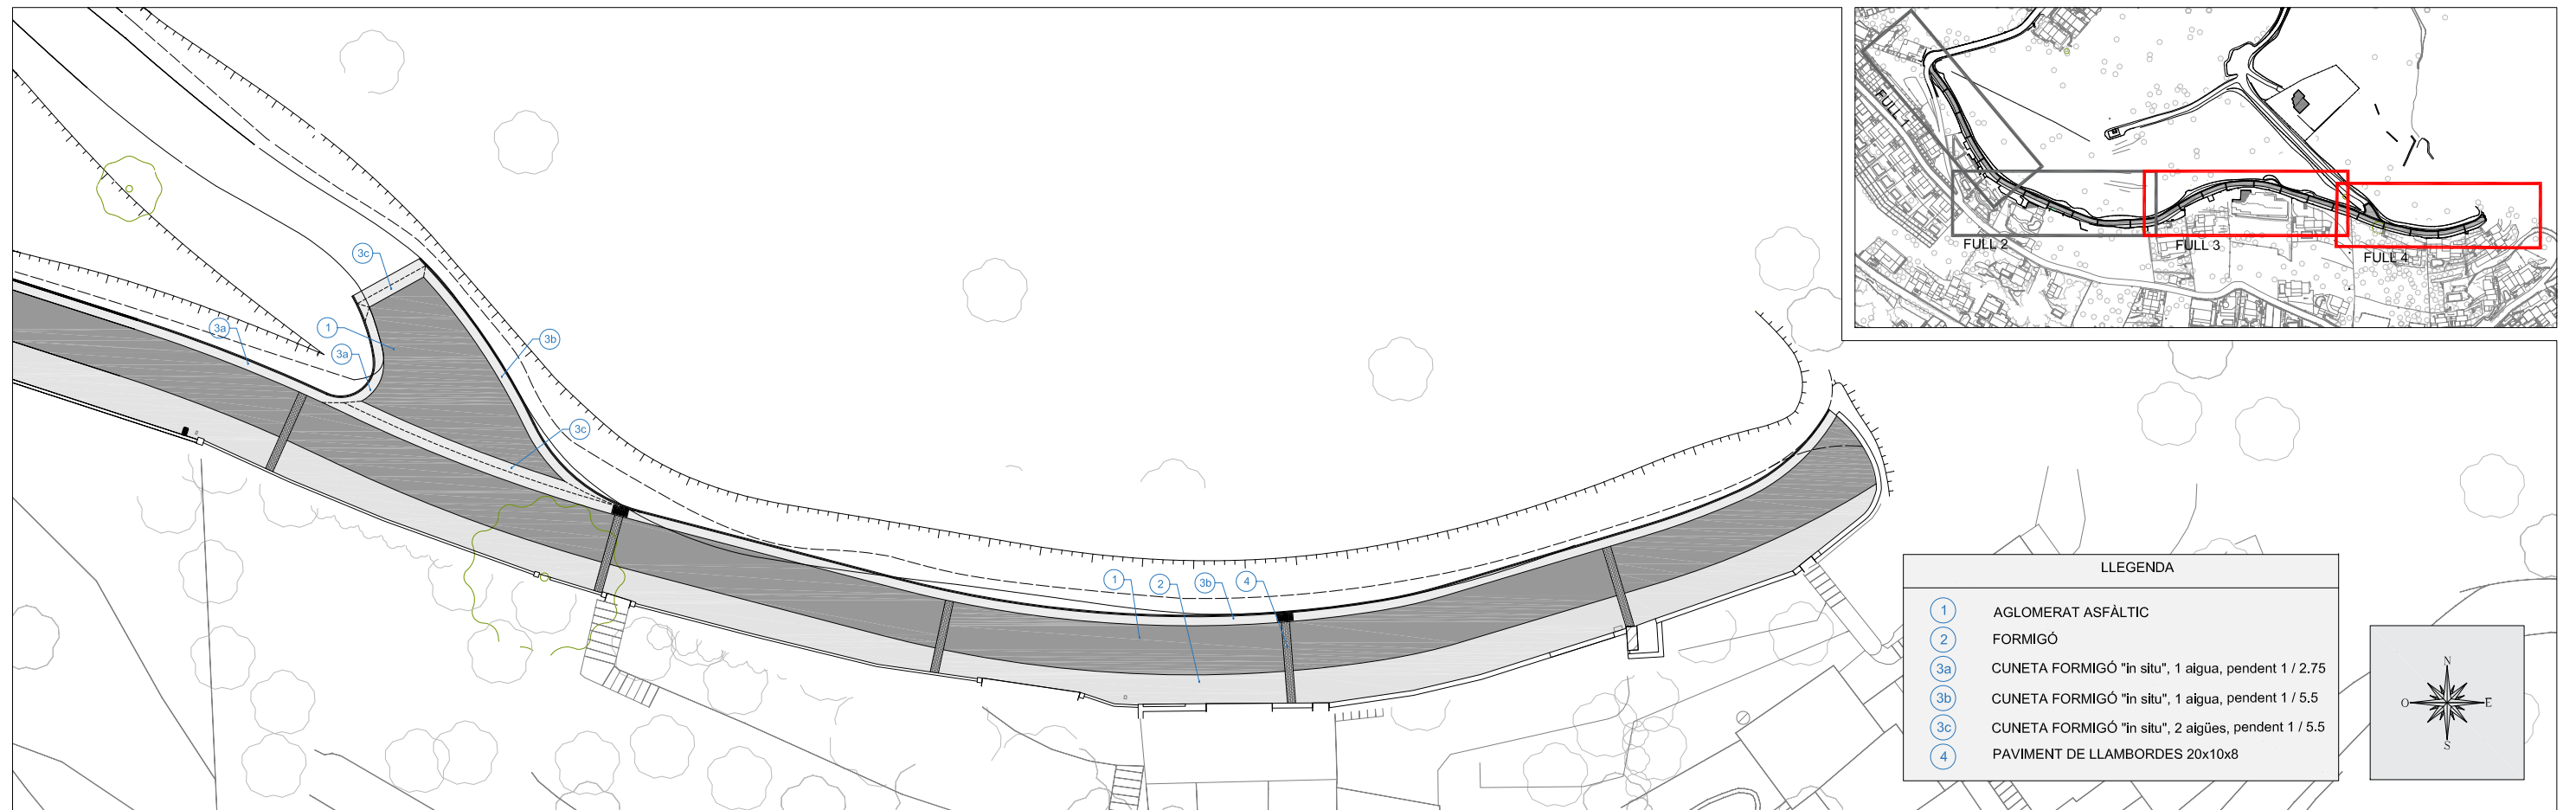 FULL 1
FULL 2
FULL 3
FULL 4
3c
3a
1
3a
3b
3c
1
2
3b
4
LLEGENDA
1 AGLOMERAT ASFÀLTIC
2 FORMIGÓ
3a CUNETA FORMIGÓ "in situ", 1 aigua, pendent 1 / 2.75
3b CUNETA FORMIGÓ "in situ", 1 aigua, pendent 1 / 5.5
3c CUNETA FORMIGÓ "in situ", 2 aigües, pendent 1 / 5.5
4 PAVIMENT DE LLAMBORDES 20x10x8
N
O E
S